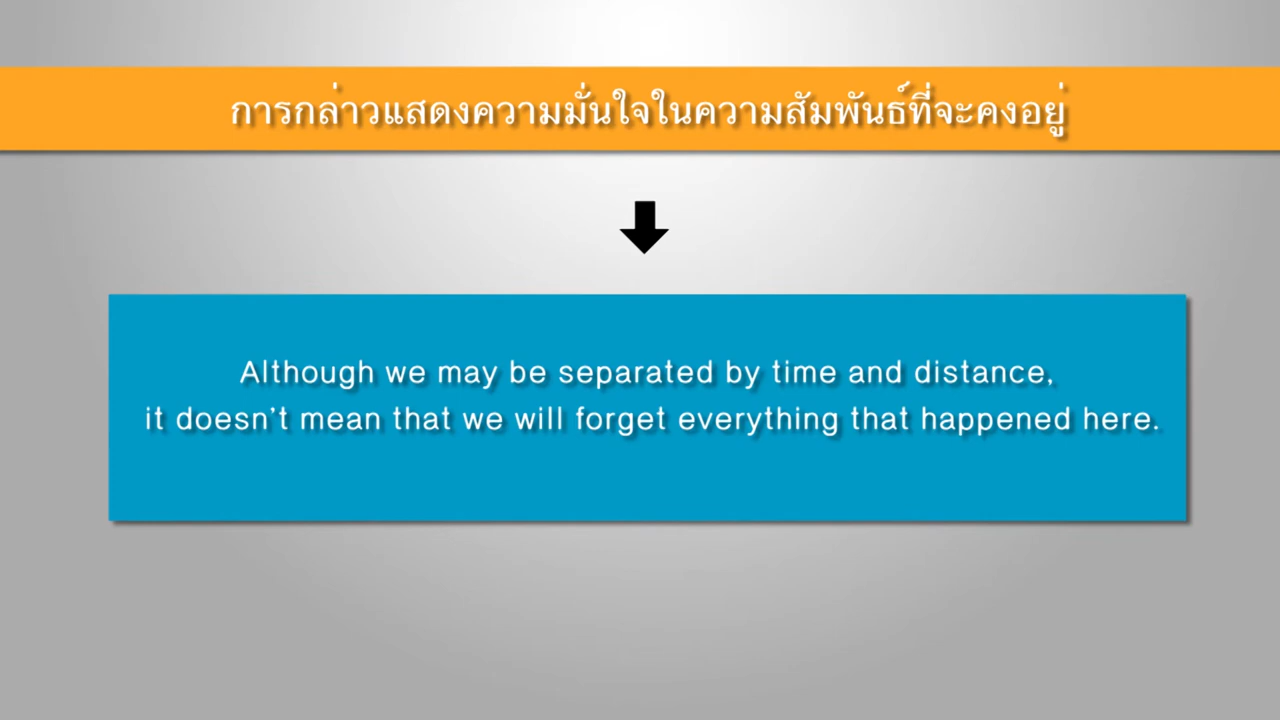 การกล่าวแสดงความมั่นใจในความสัมพันธ์ที่จะคงอยู่
Although we may be separated by time and distance,
it doesn't mean that we will forget everything that happened here.